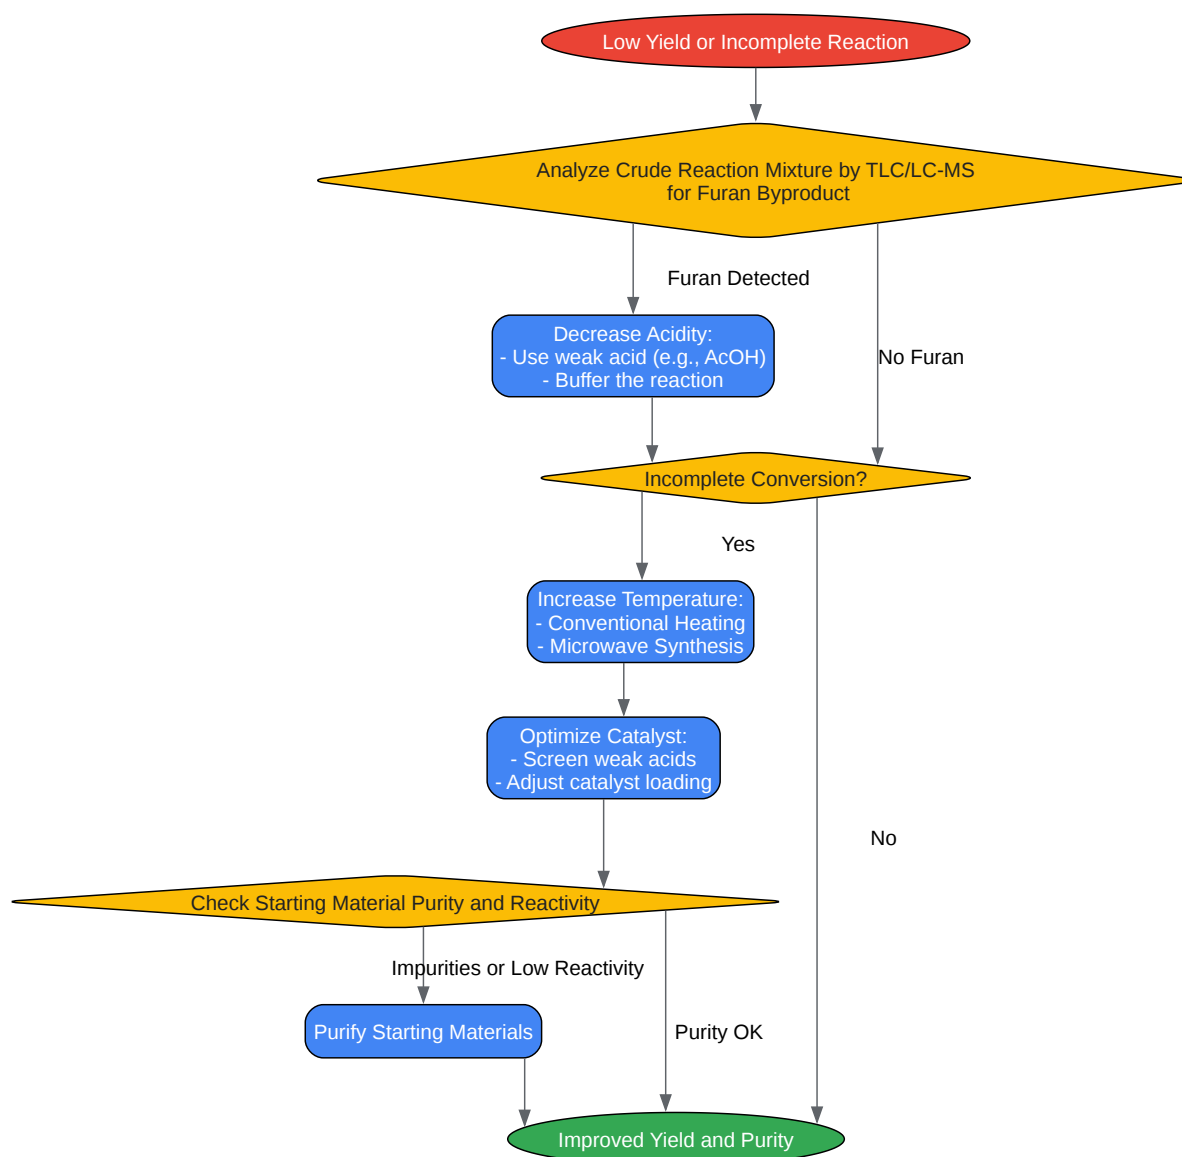 Low Yield or Incomplete Reaction
Analyze Crude Reaction Mixture by TLC/LC-MS
for Furan Byproduct
Furan Detected
Decrease Acidity:
- Use weak acid (e.g., AcOH)
- Buffer the reaction
No Furan
Incomplete Conversion?
Yes
Increase Temperature:
- Conventional Heating
- Microwave Synthesis
Optimize Catalyst:
- Screen weak acids
- Adjust catalyst loading
No
Check Starting Material Purity and Reactivity
Impurities or Low Reactivity
Purify Starting Materials
Purity OK
Improved Yield and Purity